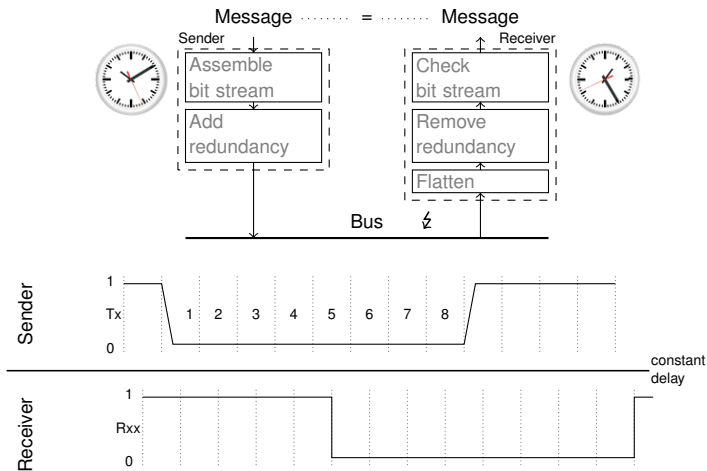 Message ........ = ........ Message
Sender
Receiver
Assemble
bit stream
Add
redundancy
Check
bit stream
Remove
redundancy
Flatten
Bus
Sender
1
Tx
0
1 2 3 4 5 6 7 8
constant
delay
Receiver
1
Rxx
0